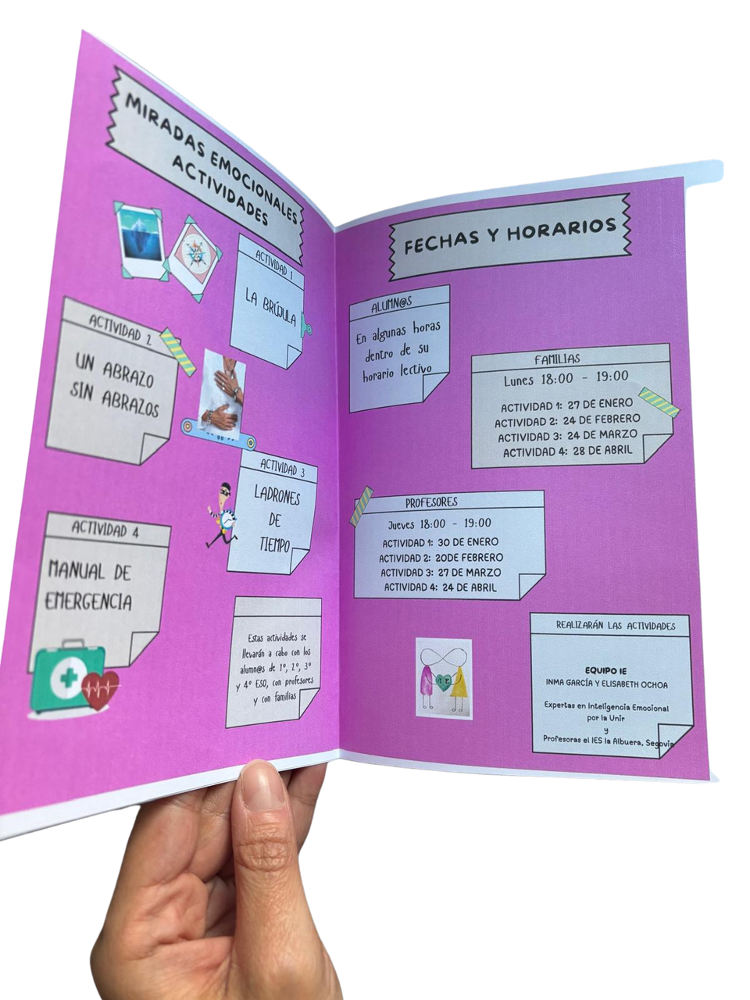 MIRADAS EMOCIONALES
ACTIVIDADES
ACTIVIDAD 1
LA BRÚJULA
ACTIVIDAD 2
UN ABRAZO
SIN ABRAZOS
ACTIVIDAD 3
LADRONES
DE
TIEMPO
ACTIVIDAD 4
MANUAL DE
EMERGENCIA
Estas actividades se
llevarán a cabo con los
alumn@s de 1º, 2º, 3º
y 4º ESO, con profesores
y con familias
FECHAS Y HORARIOS
ALUMN@S
En algunas horas
dentro de su
horario lectivo
FAMILIAS
Lunes 18:00 - 19:00
ACTIVIDAD 1: 27 DE ENERO
ACTIVIDAD 2: 24 DE FEBRERO
ACTIVIDAD 3: 24 DE MARZO
ACTIVIDAD 4: 28 DE ABRIL
PROFESORES
Jueves 18:00 - 19:00
ACTIVIDAD 1: 30 DE ENERO
ACTIVIDAD 2: 20DE FEBRERO
ACTIVIDAD 3: 27 DE MARZO
ACTIVIDAD 4: 24 DE ABRIL
I E
REALIZARÁN LAS ACTIVIDADES
EQUIPO IE
INMA GARCÍA Y ELISABETH OCHOA
Expertas en Inteligencia Emocional
por la Unir
y
Profesoras el IES la Albuera, Segovia